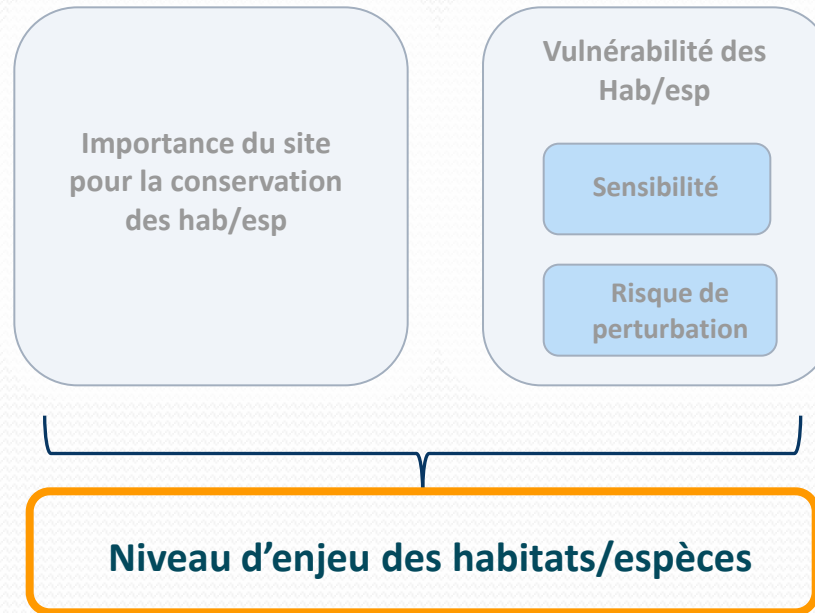 Importance du site
pour la conservation
des hab/esp
Vulnérabilité des
Hab/esp
Sensibilité
Risque de
perturbation
Niveau d'enjeu des habitats/espèces